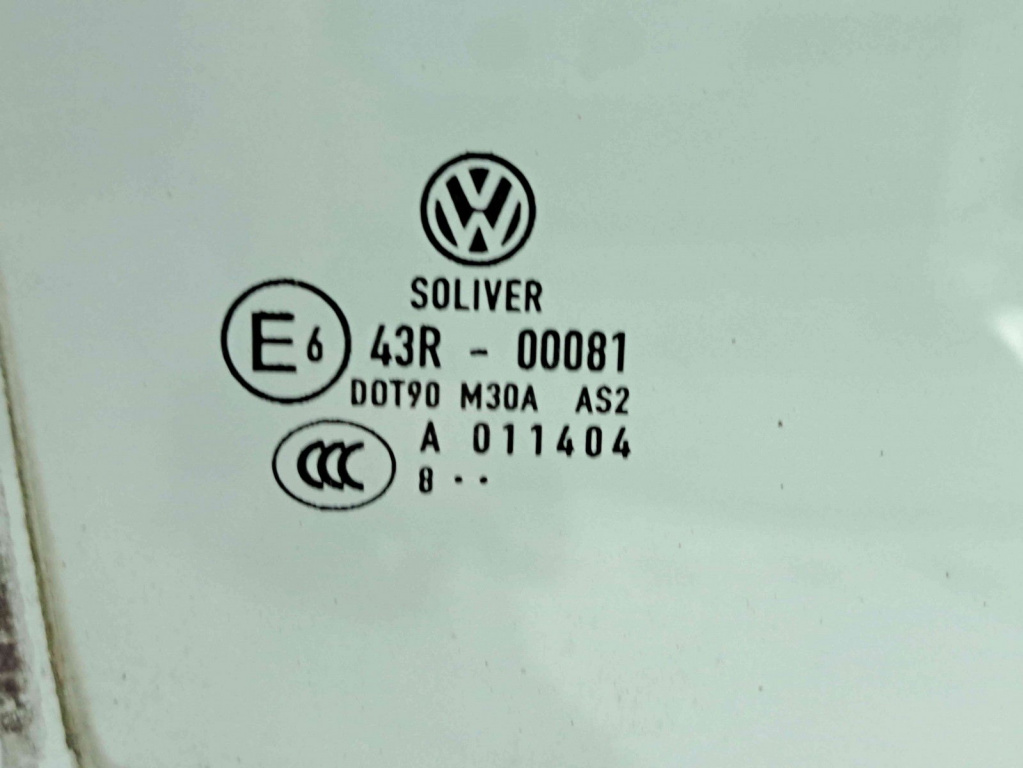 SOLIVER
E6 43R - 00081
DOT90 M30A AS2
CCC A 011404
8 ··